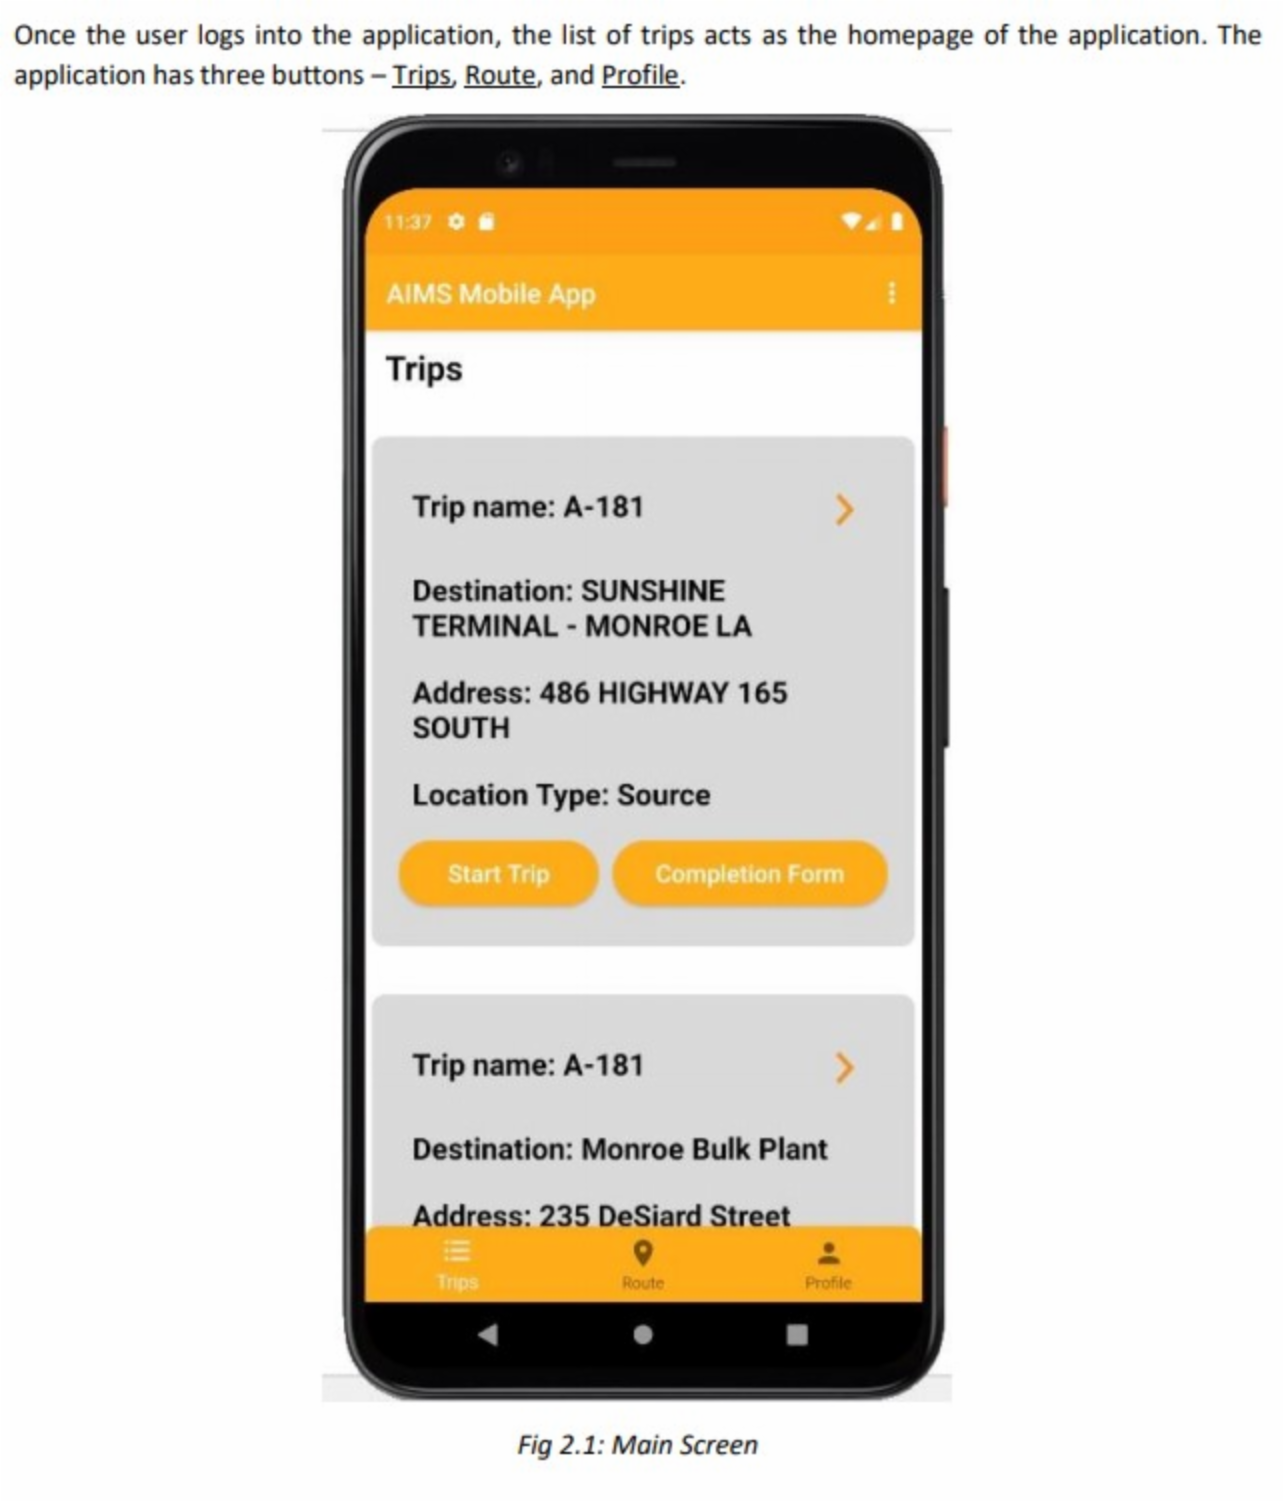 Once the user logs into the application, the list of trips acts as the homepage of the application. The
application has three buttons – Trips, Route, and Profile.
11:37
AIMS Mobile App
Trips
Trip name: A-181
Destination: SUNSHINE
TERMINAL - MONROE LA
Address: 486 HIGHWAY 165
SOUTH
Location Type: Source
Start Trip Completion Form
Trip name: A-181
Destination: Monroe Bulk Plant
Address: 235 DeSiard Street
Trips Route Profile
Fig 2.1: Main Screen